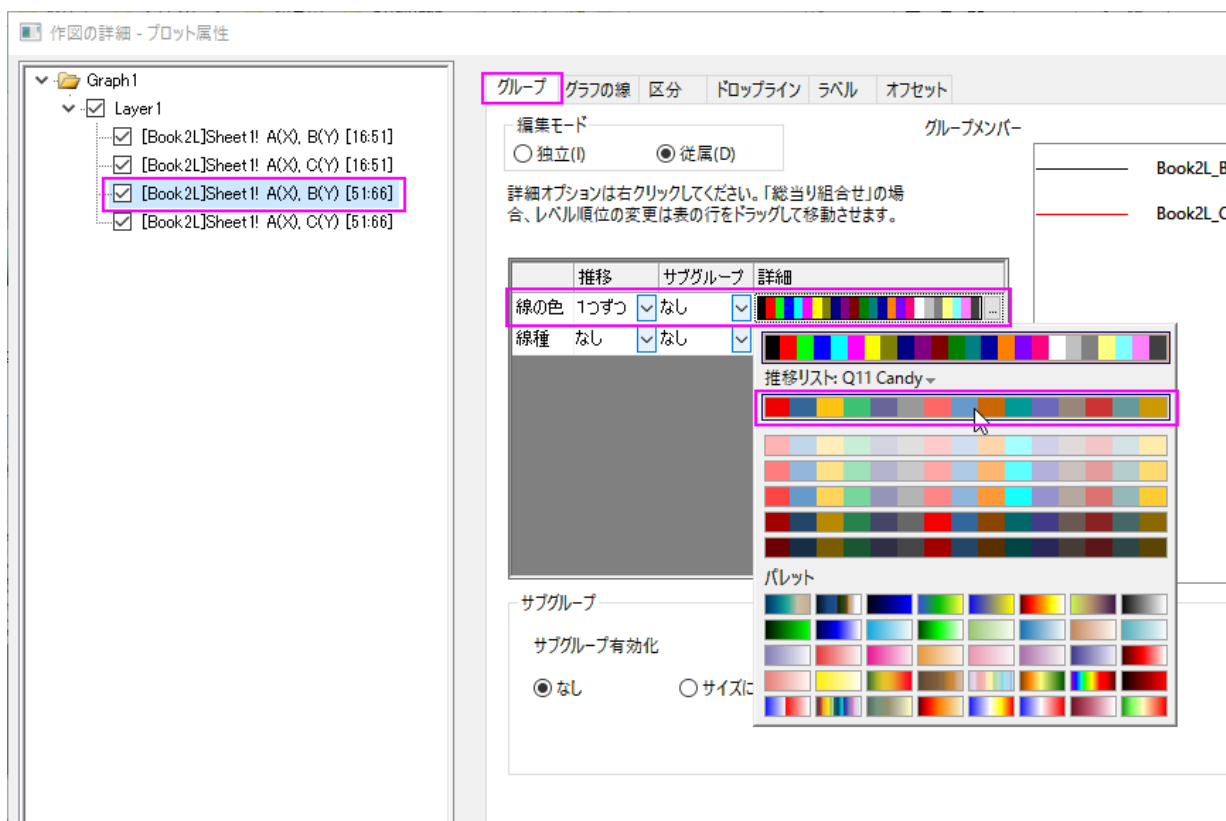 作図の詳細 - プロット属性
Graph1
Layer1
[Book2L]Sheet1! A(X), B(Y) [16:51]
[Book2L]Sheet1! A(X), C(Y) [16:51]
[Book2L]Sheet1! A(X), B(Y) [51:66]
[Book2L]Sheet1! A(X), C(Y) [51:66]
グループ グラフの線 区分 ドロップライン ラベル オフセット
編集モード
独立(I) 従属(D)
グループメンバー
Book2L_B
Book2L_C
詳細オプションは右クリックしてください。「総当り組合せ」の場
合、レベル順位の変更は表の行をドラッグして移動させます。
推移 サブグループ 詳細
線の色 1つずつ なし ...
線種 なし なし
推移リスト: Q11 Candy
パレット
サブグループ
サブグループ有効化
なし サイズに